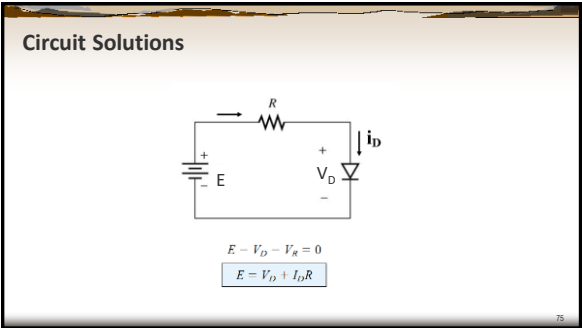 Circuit Solutions
R
i_D
+
+
E
V_D
−
−
E − V_D − V_R = 0
E = V_D + I_D R
75